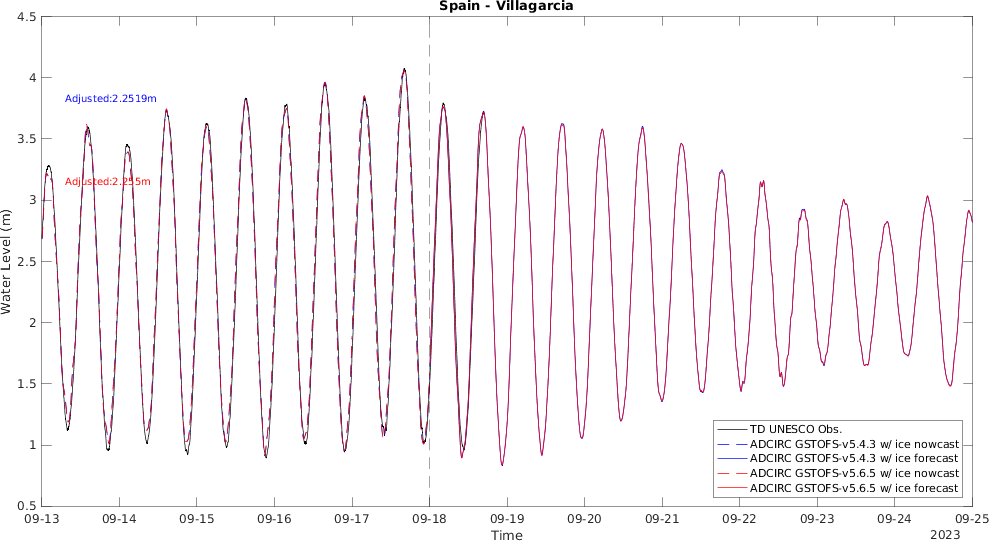 Spain - Villagarcia
4.5
4
3.5
3
2.5
2
1.5
1
0.5
Water Level (m)
Adjusted:2.2519m
Adjusted:2.255m
TD UNESCO Obs.
ADCIRC GSTOFS-v5.4.3 w/ ice nowcast
ADCIRC GSTOFS-v5.4.3 w/ ice forecast
ADCIRC GSTOFS-v5.6.5 w/ ice nowcast
ADCIRC GSTOFS-v5.6.5 w/ ice forecast
09-13 09-14 09-15 09-16 09-17 09-18 09-19 09-20 09-21 09-22 09-23 09-24 09-25
Time
2023